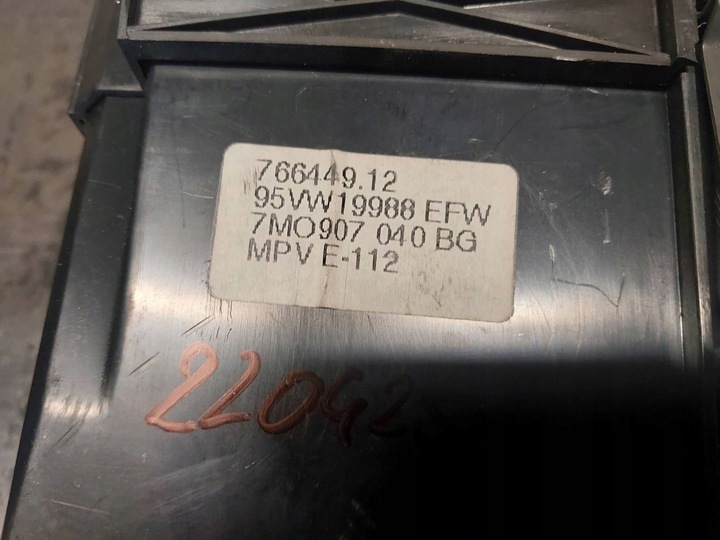 766449.12
95VW19988 EFW
7MO907 040 BG
MPV E-112
22042